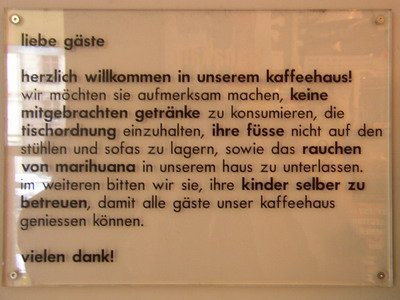 liebe gäste
herzlich willkommen in unserem kaffeehaus!
wir möchten sie aufmerksam machen, keine
mitgebrachten getränke zu konsumieren, die
tischordnung einzuhalten, ihre füsse nicht auf den
stühlen und sofas zu lagern, sowie das rauchen
von marihuana in unserem haus zu unterlassen.
im weiteren bitten wir sie, ihre kinder selber zu
betreuen, damit alle gäste unser kaffeehaus
geniessen können.
vielen dank!